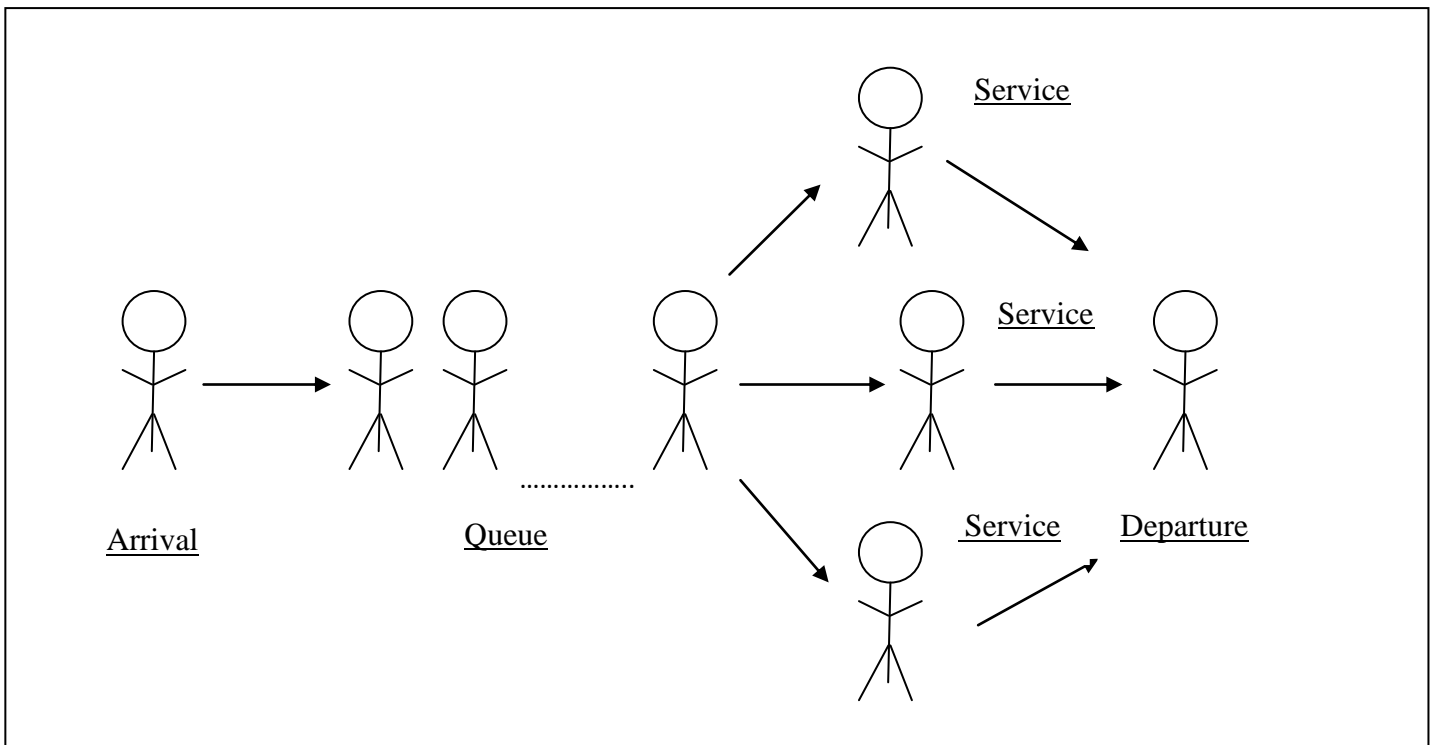 Service
Service
.................
Arrival
Queue
Service
Departure